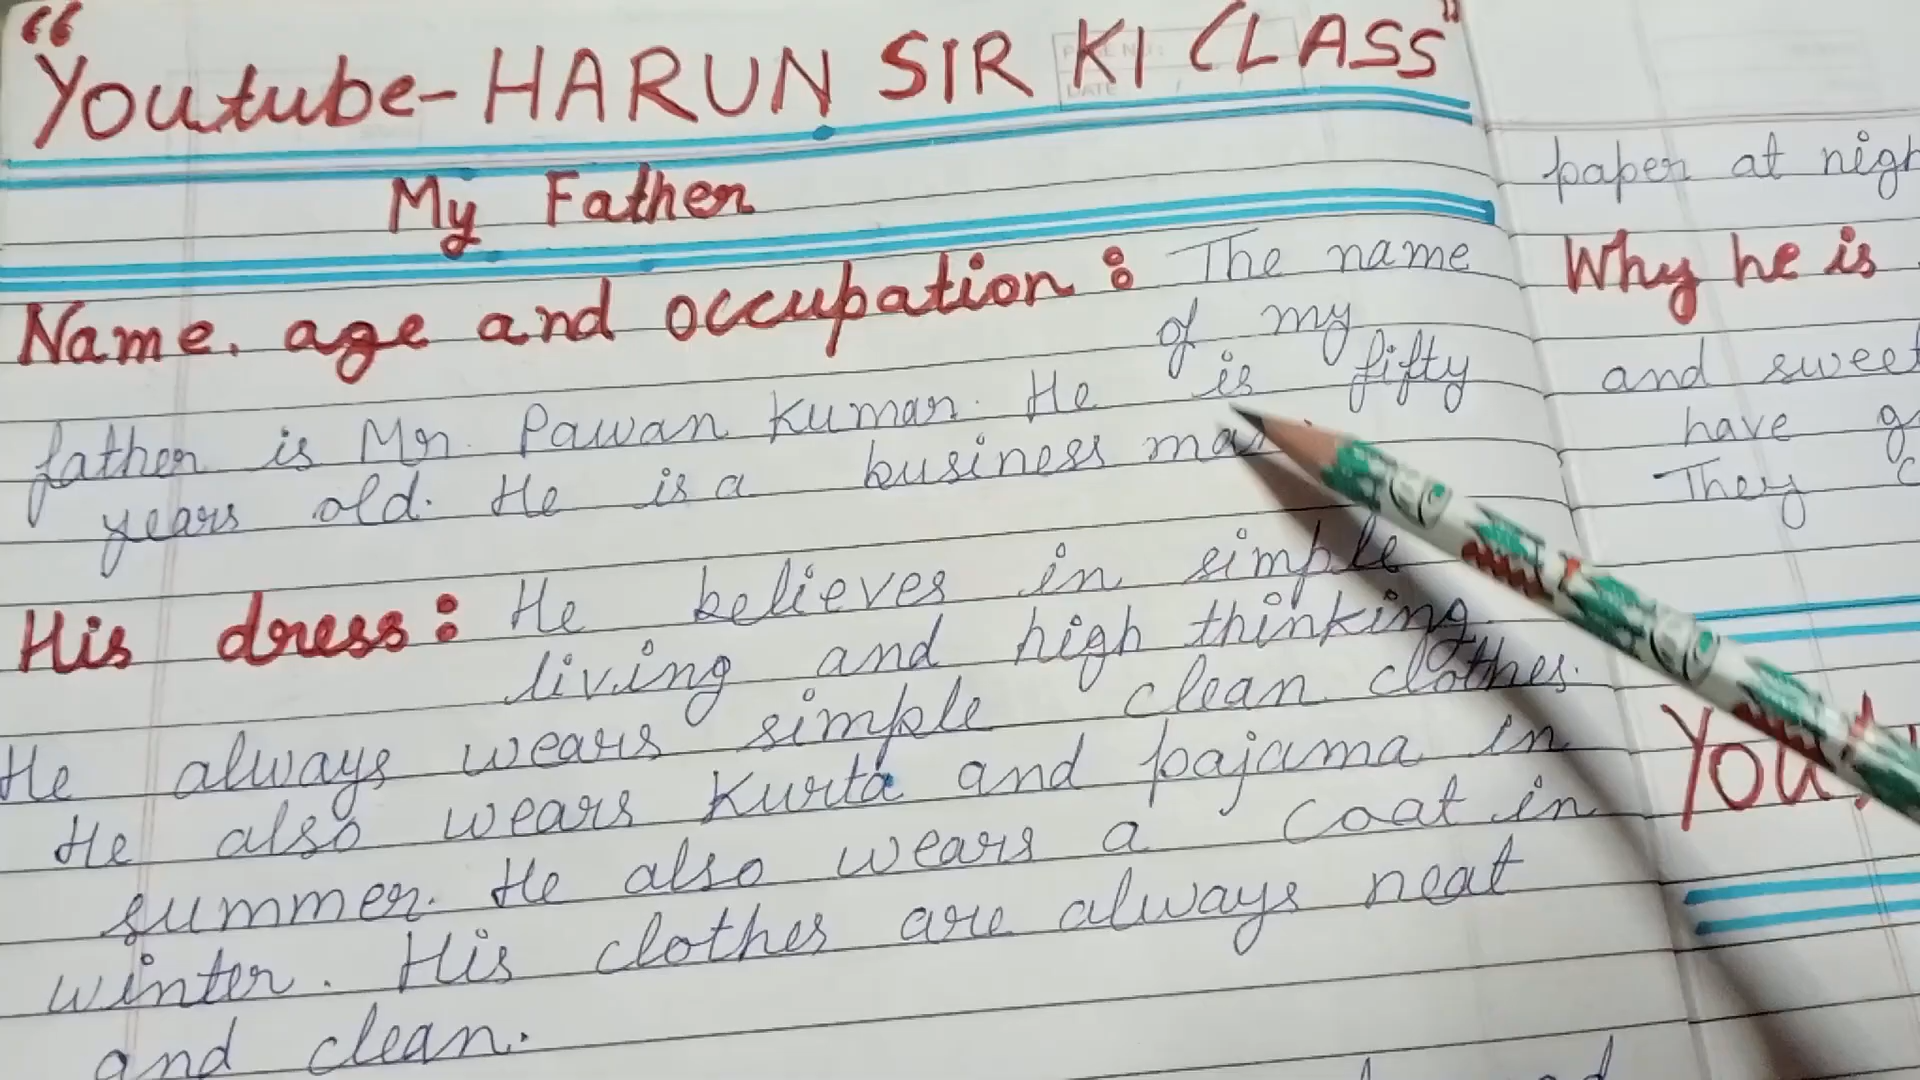 "Youtube-HARUN SIR KI CLASS"
My Father
Name. age and occupation : The name
of my
father is Mr. Pawan Kumar. He is fifty
years old. He is a business man
His dress : He believes in simple
living and high thinking.
He always wears simple clean clothes.
He also wears Kurta and pajama in
summer. He also wears a coat in
winter. His clothes are always neat
and clean.
paper at nigh
Why he is
and sweet
have
They
You